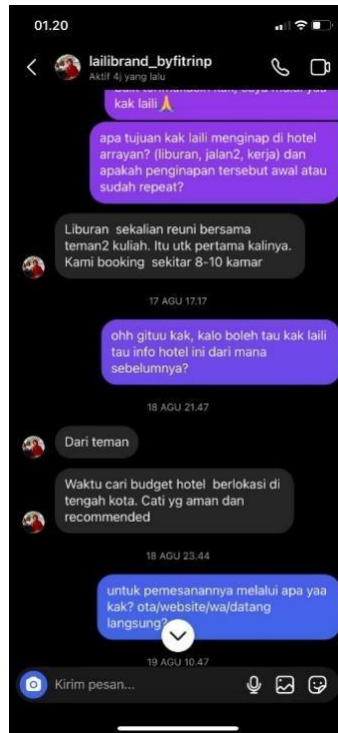 01.20
lailibrand_byfitrinp
Aktif 4j yang lalu
kak laili🙏
apa tujuan kak laili menginap di hotel
arrayan? (liburan, jalan2, kerja) dan
apakah penginapan tersebut awal atau
sudah repeat?
Liburan sekalian reuni bersama
teman2 kuliah. Itu utk pertama kalinya.
Kami booking sekitar 8-10 kamar
17 AGU 17.17
ohh gituu kak, kalo boleh tau kak laili
tau info hotel ini dari mana
sebelumnya?
18 AGU 21.47
Dari teman
Waktu cari budget hotel berlokasi di
tengah kota. Cati yg aman dan
recommended
18 AGU 23.44
untuk pemesanannya melalui apa yaa
kak? ota/website/wa/datang
langsung?
19 AGU 10.47
Kirim pesan...